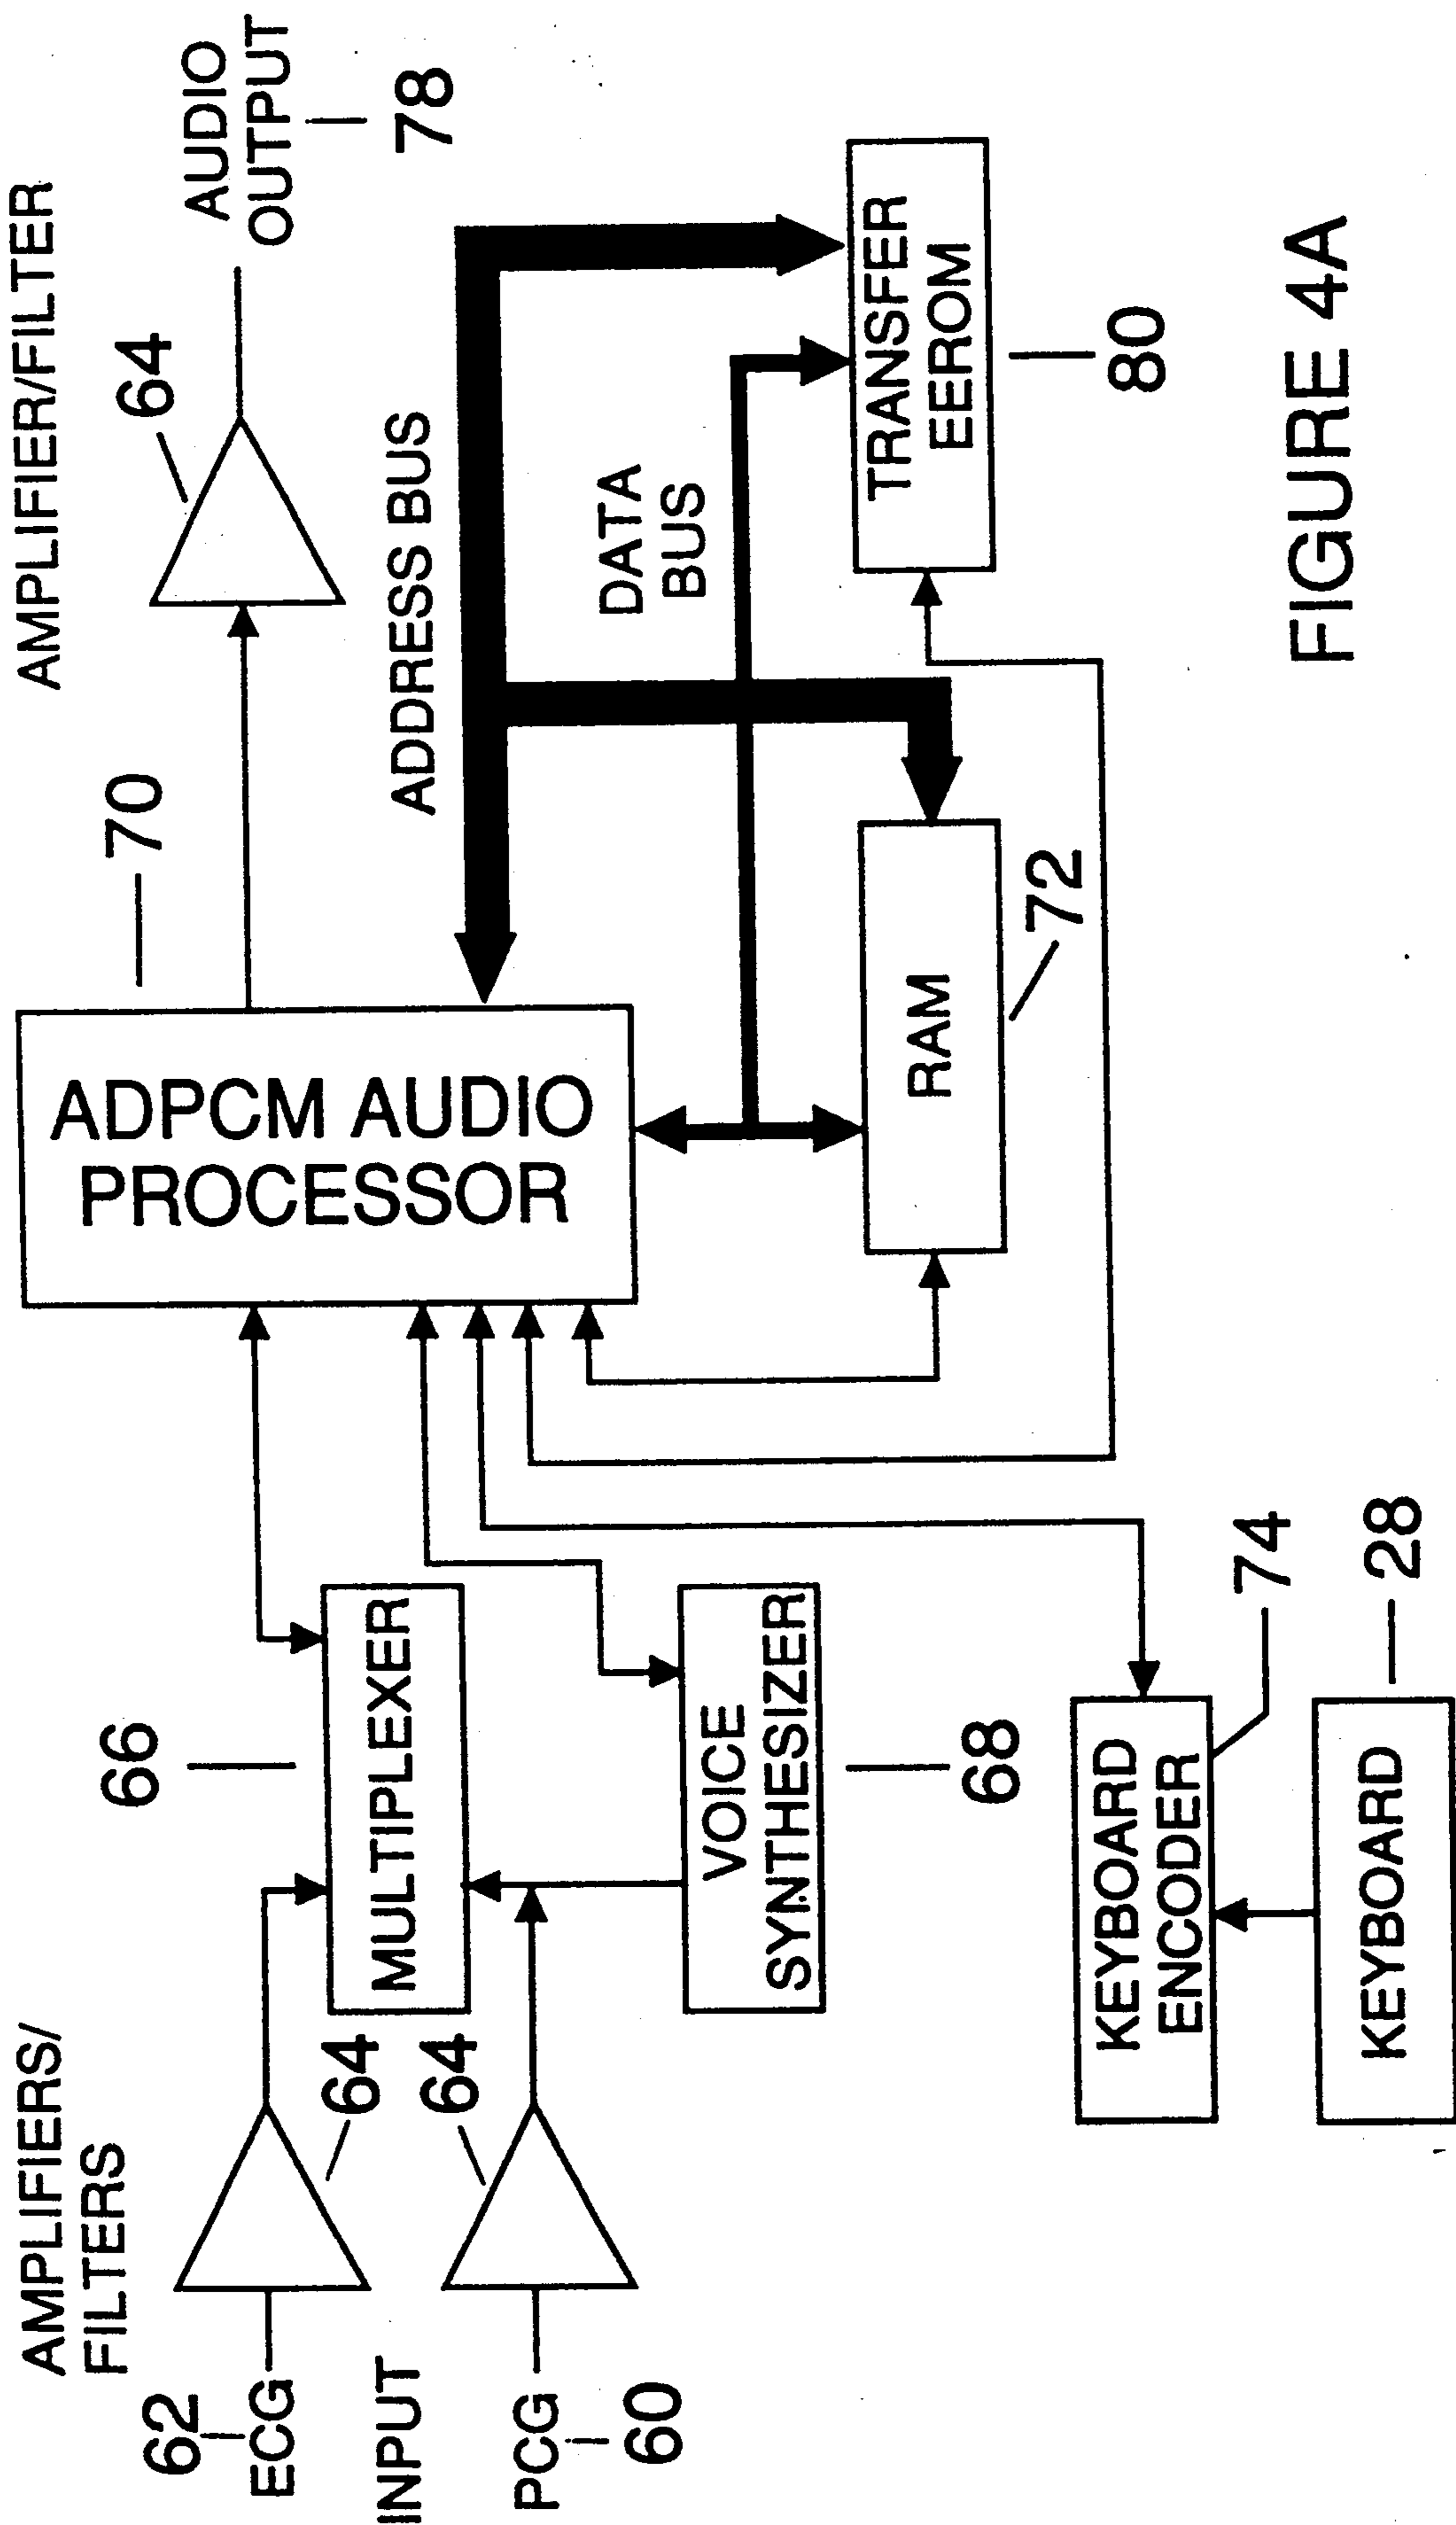 AMPLIFIERS/
FILTERS
62
ECG
INPUT
PCG
60
64
64
66
MULTIPLEXER
VOICE
SYNTHESIZER
68
KEYBOARD
ENCODER
74
KEYBOARD
28
ADPCM AUDIO
PROCESSOR
70
RAM
72
AMPLIFIER/FILTER
64
AUDIO
OUTPUT
78
ADDRESS BUS
DATA
BUS
TRANSFER
EEROM
80
FIGURE 4A